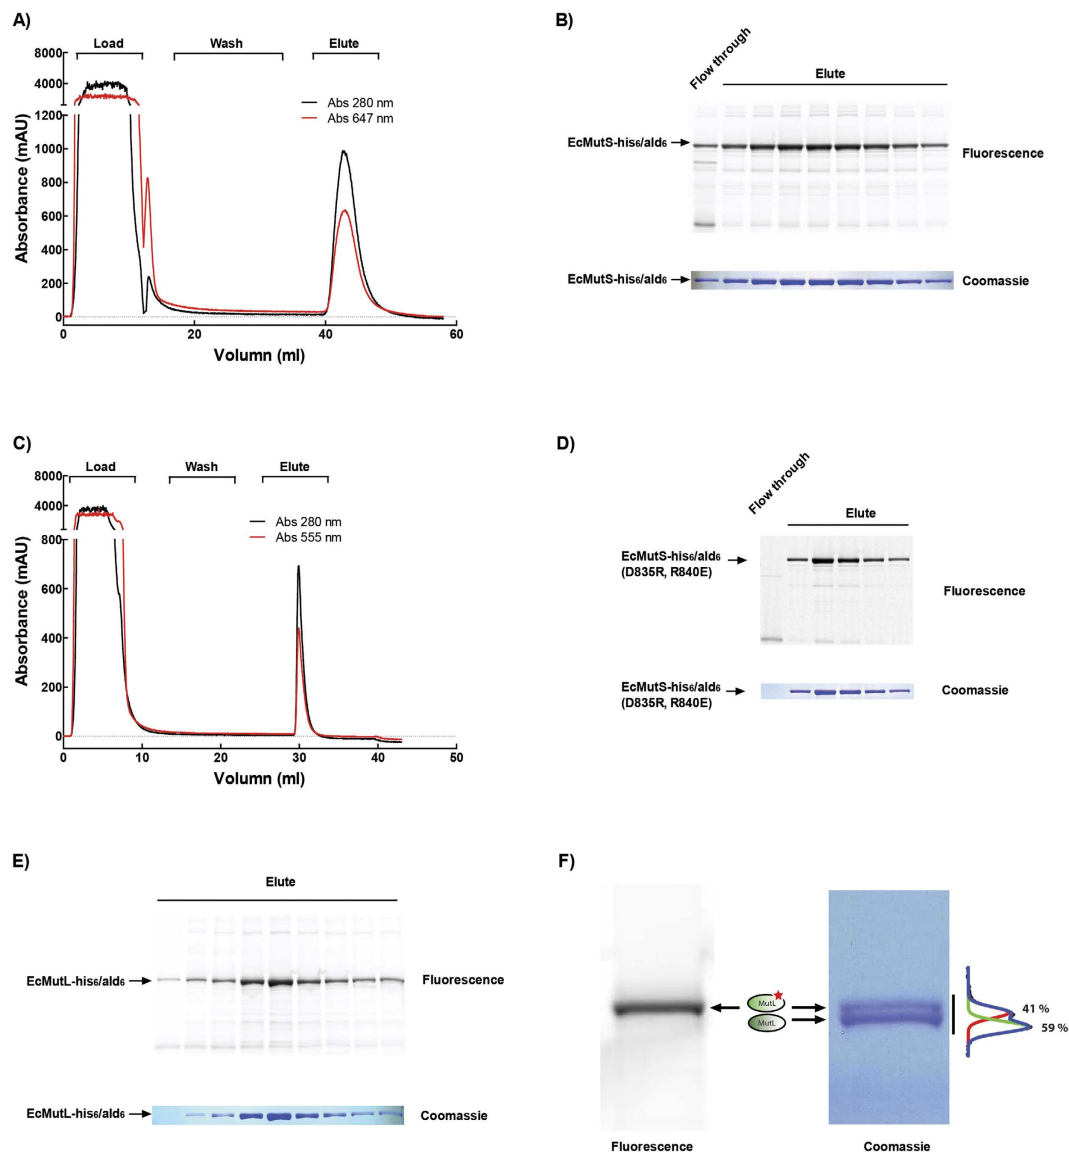 A)
Load
Wash
Elute
8000
4000
1200
1000
800
600
400
200
0
Absorbance (mAU)
Abs 280 nm
Abs 647 nm
0
20
40
60
Volumn (ml)
B)
Flow through
Elute
EcMutS-his6/ald6
Fluorescence
EcMutS-his6/ald6
Coomassie
C)
Load
Wash
Elute
8000
4000
800
600
400
200
0
Absorbance (mAU)
Abs 280 nm
Abs 555 nm
0
10
20
30
40
50
Volumn (ml)
D)
Flow through
Elute
EcMutS-his6/ald6
(D835R, R840E)
Fluorescence
EcMutS-his6/ald6
(D835R, R840E)
Coomassie
E)
Elute
EcMutL-his6/ald6
Fluorescence
EcMutL-his6/ald6
Coomassie
F)
MutL
MutL
41 %
59 %
Fluorescence
Coomassie